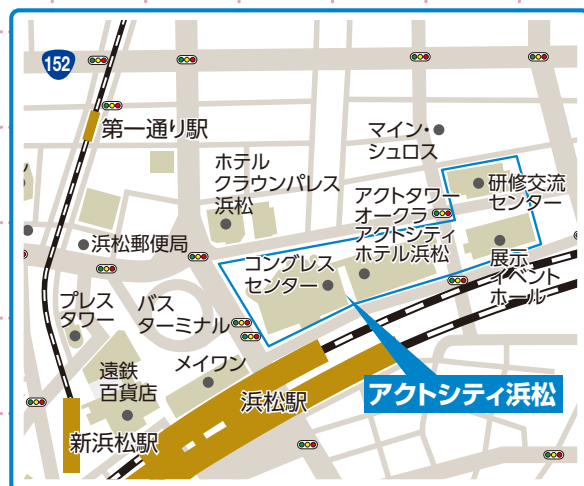 152
第一通り駅
マイン・
シュロス
ホテル
クラウンパレス
浜松
アクトタワー
オークラ
アクトシティ
ホテル浜松
研修交流
センター
浜松郵便局
コングレス
センター
展示
イベント
ホール
プレス
タワー
バス
ターミナル
メイワン
遠鉄
百貨店
浜松駅
アクトシティ浜松
新浜松駅